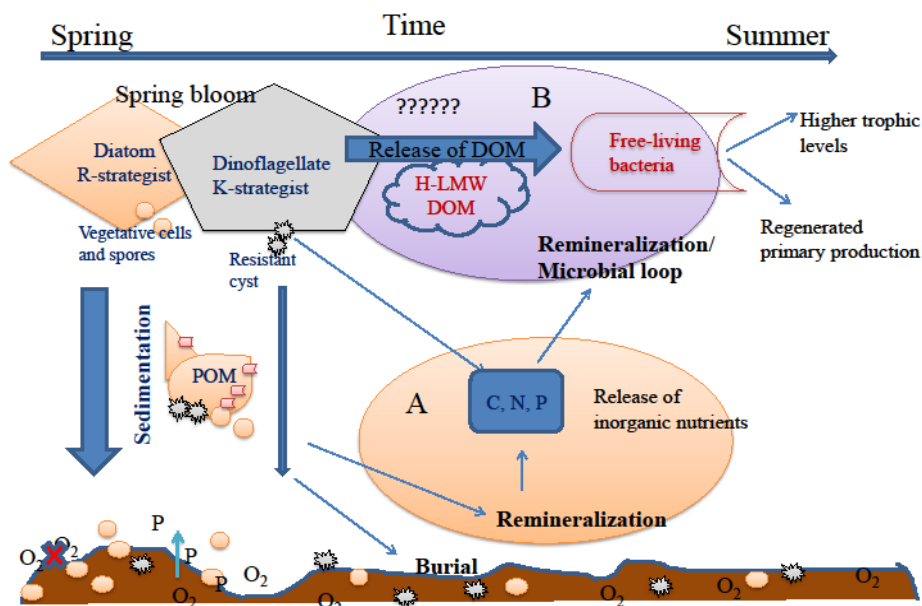 Time
Spring
Summer
Spring bloom
??????
B
Diatom
R-strategist
Dinoflagellate
K-strategist
Release of DOM
H-LMW
DOM
Free-living
bacteria
Higher trophic
levels
Regenerated
primary production
Vegetative cells
and spores
Resistant
cyst
Remineralization/
Microbial loop
Sedimentation
POM
A
C, N, P
Release of
inorganic nutrients
Remineralization
Burial
P
P
P
O2
O2
O2
O2
O2
O2
O2